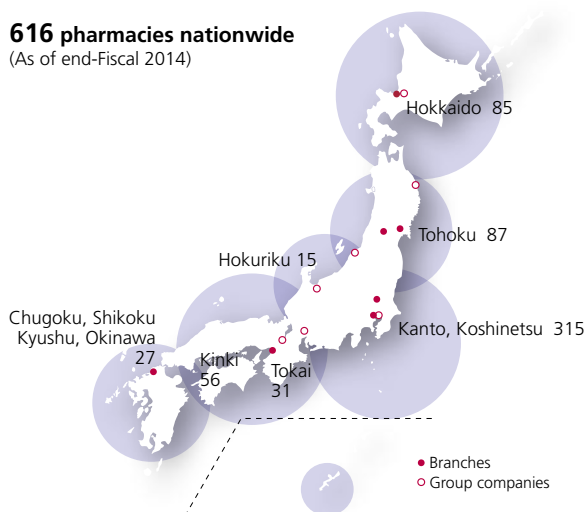 616 pharmacies nationwide
(As of end-Fiscal 2014)
Hokkaido 85
Tohoku 87
Hokuriku 15
Chugoku, Shikoku
Kyushu, Okinawa
27
Kanto, Koshinetsu 315
Kinki
56
Tokai
31
Branches
Group companies